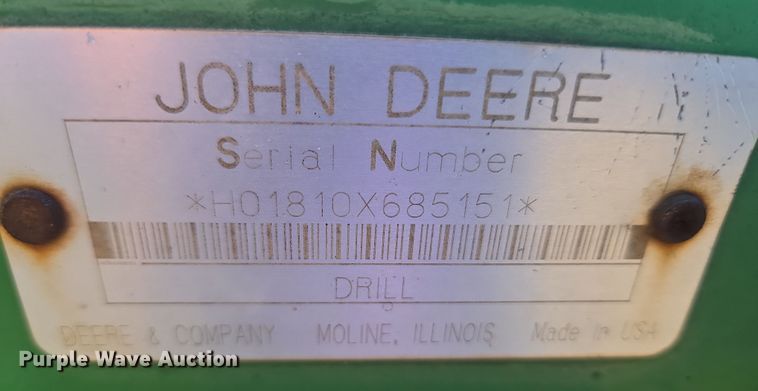 JOHN DEERE
Serial Number
*H01810X685151*
DRILL
DEERE & COMPANY MOLINE, ILLINOIS Made in USA
Purple Wave Auction